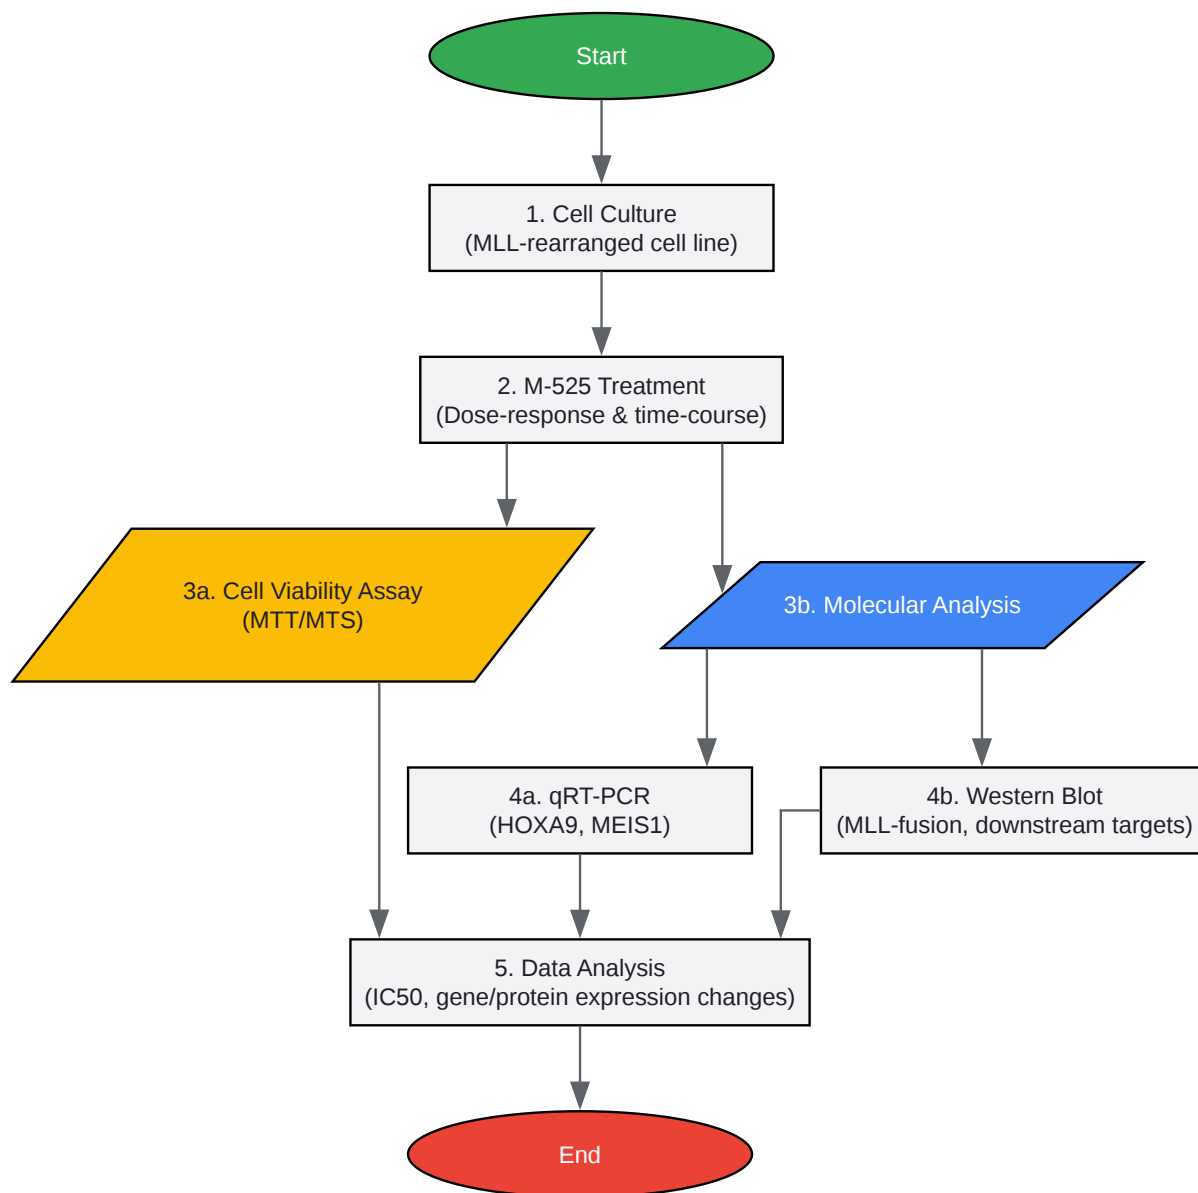 Start
1. Cell Culture
(MLL-rearranged cell line)
2. M-525 Treatment
(Dose-response & time-course)
3a. Cell Viability Assay
(MTT/MTS)
3b. Molecular Analysis
4a. qRT-PCR
(HOXA9, MEIS1)
4b. Western Blot
(MLL-fusion, downstream targets)
5. Data Analysis
(IC50, gene/protein expression changes)
End